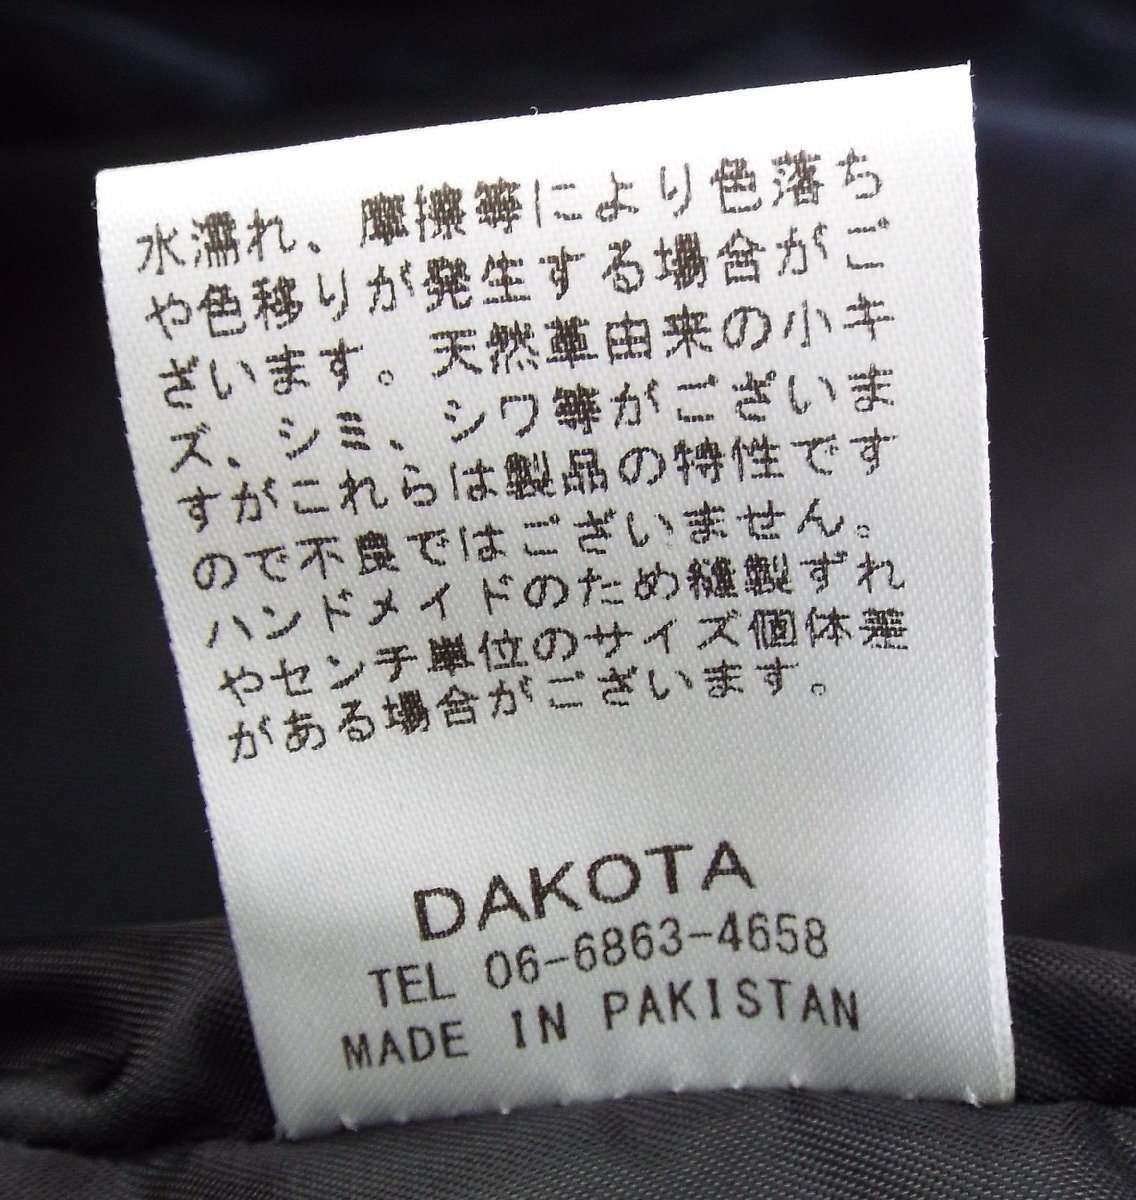 水濡れ、摩擦等により色落ち
や色移りが発生する場合がご
ざいます。天然革由来の小キ
ズ、シミ、シワ等がございま
すがこれらは製品の特性です
ので不良ではございません。
ハンドメイドのため縫製ずれ
やセンチ単位のサイズ個体差
がある場合がございます。
DAKOTA
TEL 06-6863-4658
MADE IN PAKISTAN